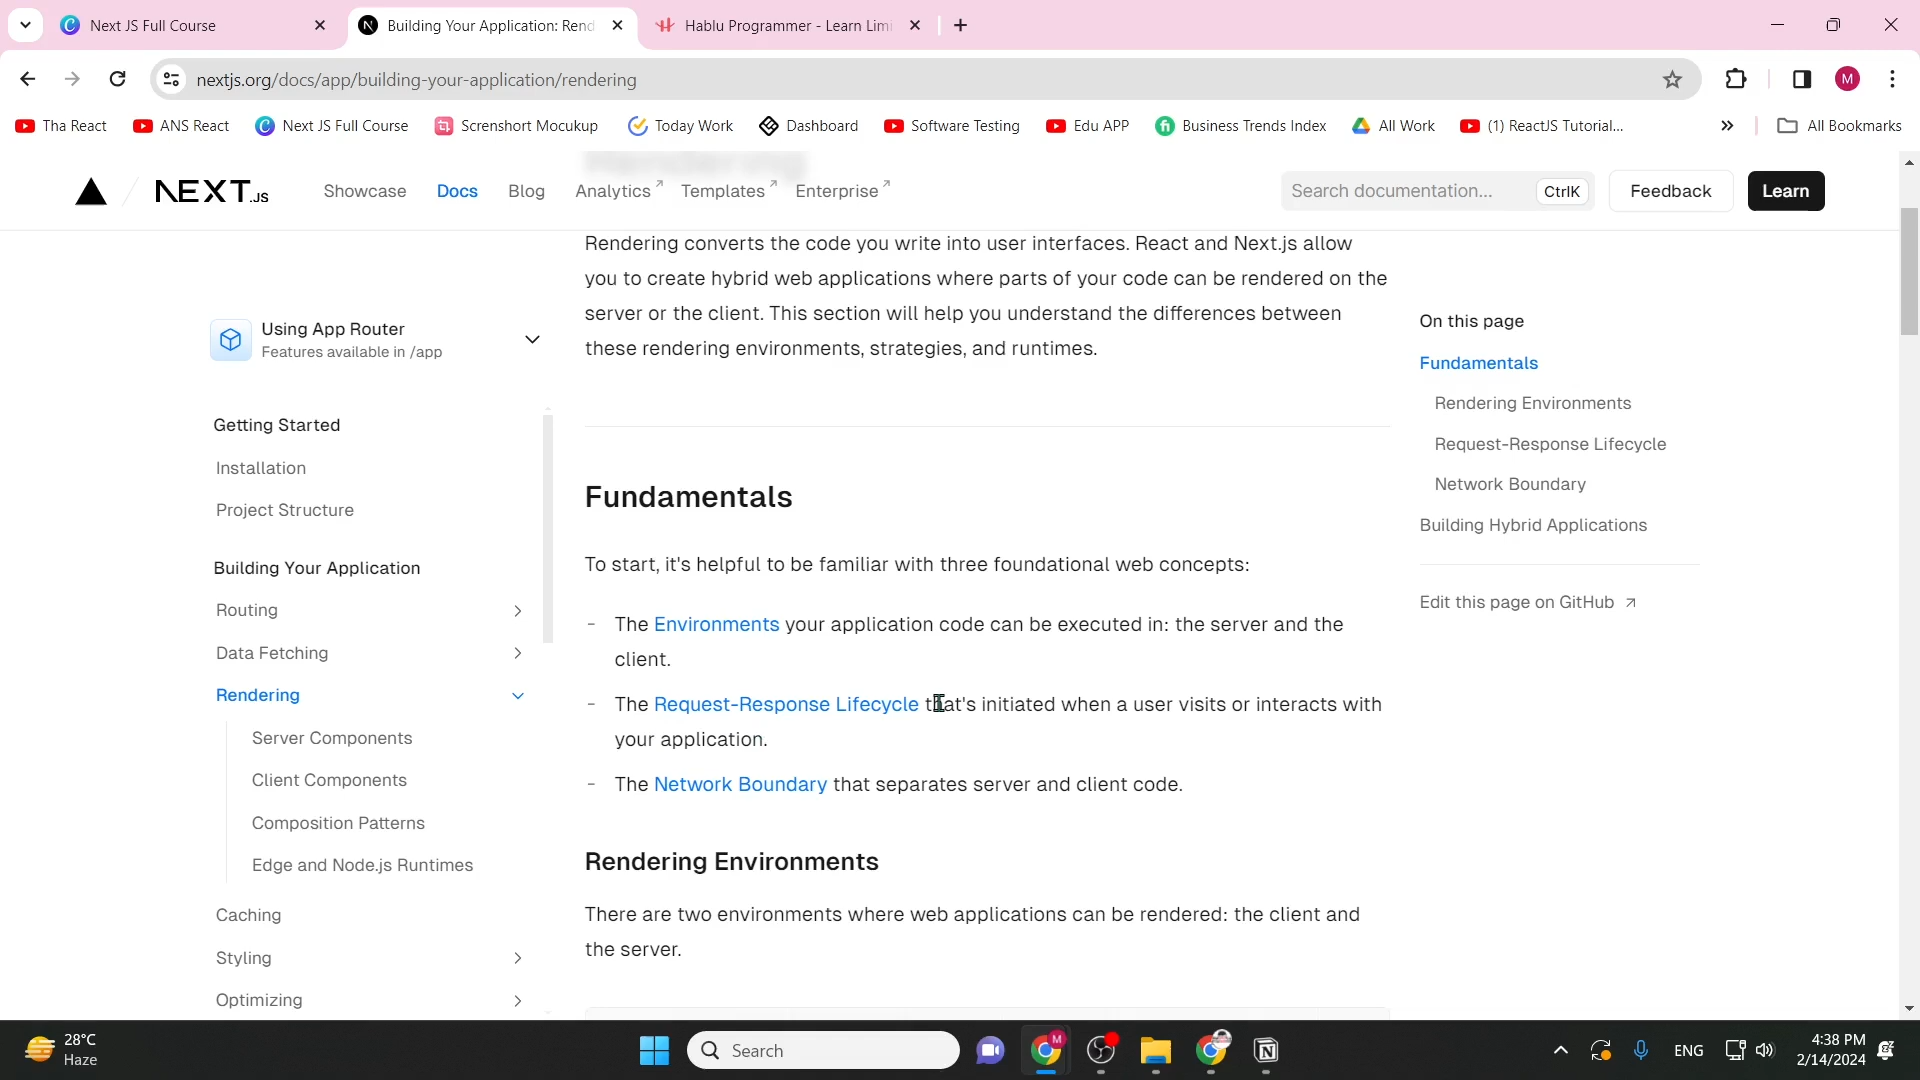 Next JS Full Course
Building Your Application: Rend
Hablu Programmer - Learn Lim
nextjs.org/docs/app/building-your-application/rendering
M
Tha React
ANS React
Next JS Full Course
Screnshort Mocukup
Today Work
Dashboard
Software Testing
Edu APP
Business Trends Index
All Work
(1) ReactJS Tutorial...
All Bookmarks
Rendering
NEXT.JS
Showcase
Docs
Blog
Analytics
Templates
Enterprise
Search documentation...
CtrlK
Feedback
Learn
Using App Router
Features available in /app
Getting Started
Installation
Project Structure
Building Your Application
Routing
Data Fetching
Rendering
Server Components
Client Components
Composition Patterns
Edge and Node.js Runtimes
Caching
Styling
Optimizing
Rendering converts the code you write into user interfaces. React and Next.js allow
you to create hybrid web applications where parts of your code can be rendered on the
server or the client. This section will help you understand the differences between
these rendering environments, strategies, and runtimes.
Fundamentals
To start, it's helpful to be familiar with three foundational web concepts:
- The Environments your application code can be executed in: the server and the
client.
- The Request-Response Lifecycle that's initiated when a user visits or interacts with
your application.
- The Network Boundary that separates server and client code.
Rendering Environments
There are two environments where web applications can be rendered: the client and
the server.
On this page
Fundamentals
Rendering Environments
Request-Response Lifecycle
Network Boundary
Building Hybrid Applications
Edit this page on GitHub
28°C
Haze
Search
M
ENG
4:38 PM
2/14/2024